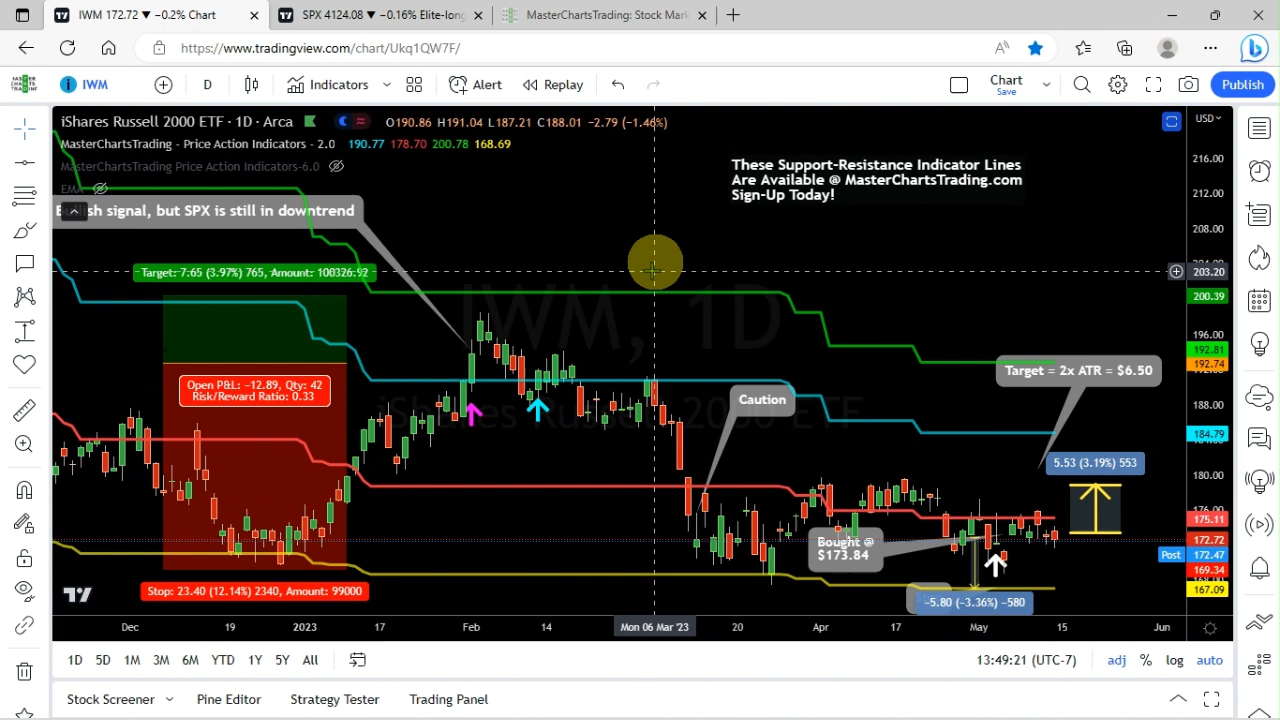 IWM 172.72 ▼ −0.2% Chart
SPX 4124.08 ▼ −0.16% Elite-long
MasterChartsTrading: Stock Mark
https://www.tradingview.com/chart/Ukq1QW7F/
IWM
D
Indicators
Alert
Replay
Chart
Save
Publish
iShares Russell 2000 ETF · 1D · Arca
O190.86 H191.04 L187.21 C188.01 −2.79 (−1.46%)
USD
MasterChartsTrading - Price Action Indicators - 2.0 190.77 178.70 200.78 168.69
MasterChartsTrading Price Action Indicators-6.0
EMA
These Support-Resistance Indicator Lines
Are Available @ MasterChartsTrading.com
Sign-Up Today!
sh signal, but SPX is still in downtrend
Target: 7.65 (3.97%) 765, Amount: 100326.92
Open P&L: −12.89, Qty: 42
Risk/Reward Ratio: 0.33
Stop: 23.40 (12.14%) 2340, Amount: 99000
IWM, 1D
iShares Russell 2000 ETF
Caution
Target = 2x ATR = $6.50
5.53 (3.19%) 553
Bought @
$173.84
−5.80 (−3.36%) −580
216.00
212.00
208.00
203.20
200.39
196.00
192.81
192.74
188.00
184.79
180.00
175.11
172.72
Post 172.47
169.34
167.09
Dec
19
2023
17
Feb
14
Mon 06 Mar '23
20
Apr
17
May
15
Jun
1D
5D
1M
3M
6M
YTD
1Y
5Y
All
13:49:21 (UTC-7)
adj
%
log
auto
Stock Screener
Pine Editor
Strategy Tester
Trading Panel